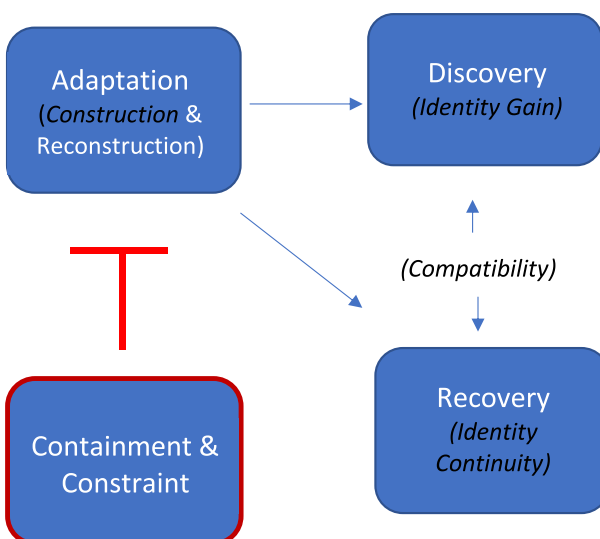 Adaptation
(Construction &
Reconstruction)
Discovery
(Identity Gain)
(Compatibility)
Containment &
Constraint
Recovery
(Identity
Continuity)